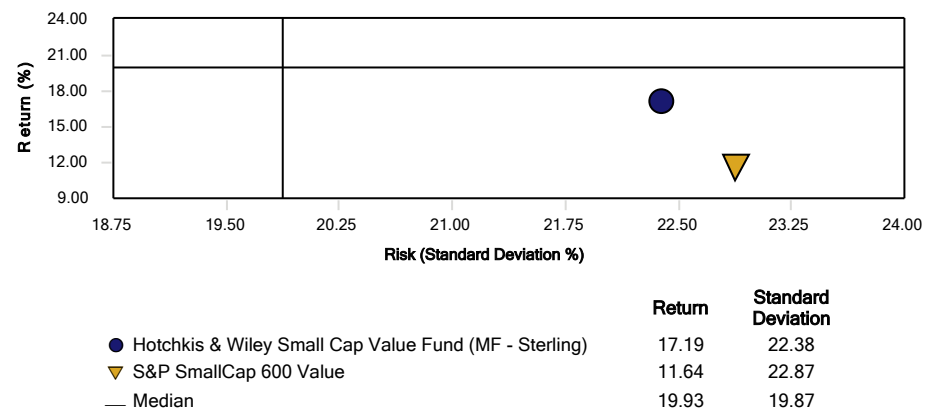 24.00
21.00
18.00
15.00
12.00
9.00
Return (%)
18.75 19.50 20.25 21.00 21.75 22.50 23.25 24.00
Risk (Standard Deviation %)
Return Standard Deviation
Hotchkis & Wiley Small Cap Value Fund (MF - Sterling) 17.19 22.38
S&P SmallCap 600 Value 11.64 22.87
Median 19.93 19.87